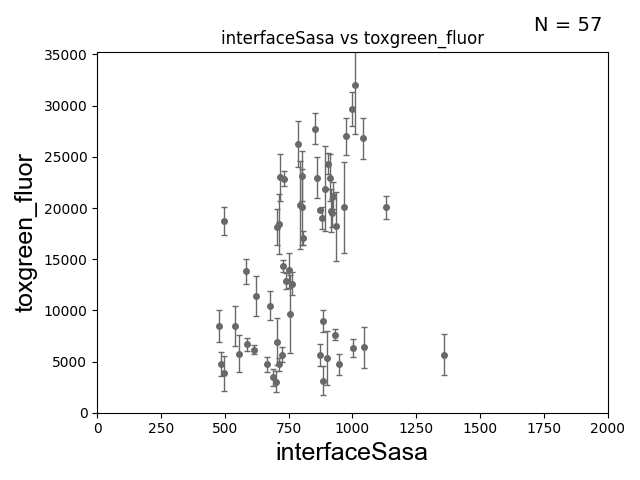 N = 57
interfaceSasa vs toxgreen_fluor
35000
30000
25000
20000
15000
10000
5000
0
toxgreen_fluor
0 250 500 750 1000 1250 1500 1750 2000
interfaceSasa